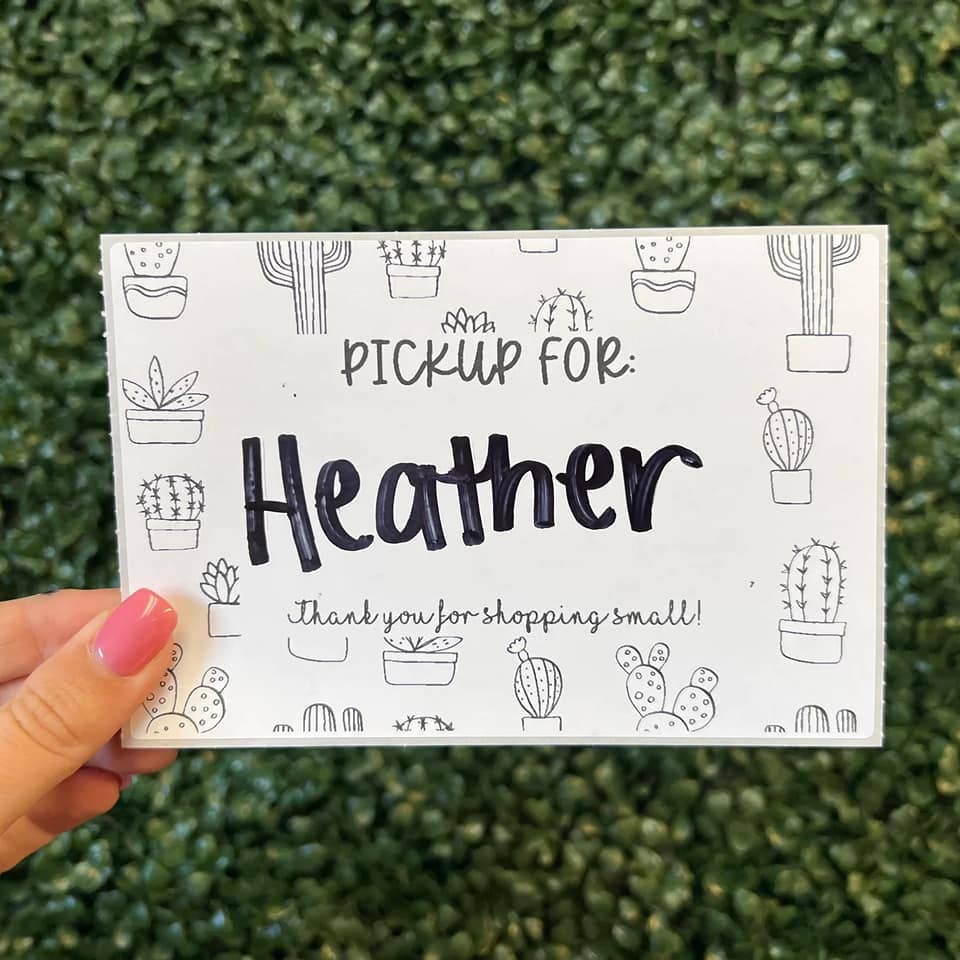 PICKUP FOR:
Heather
thank you for shopping small!